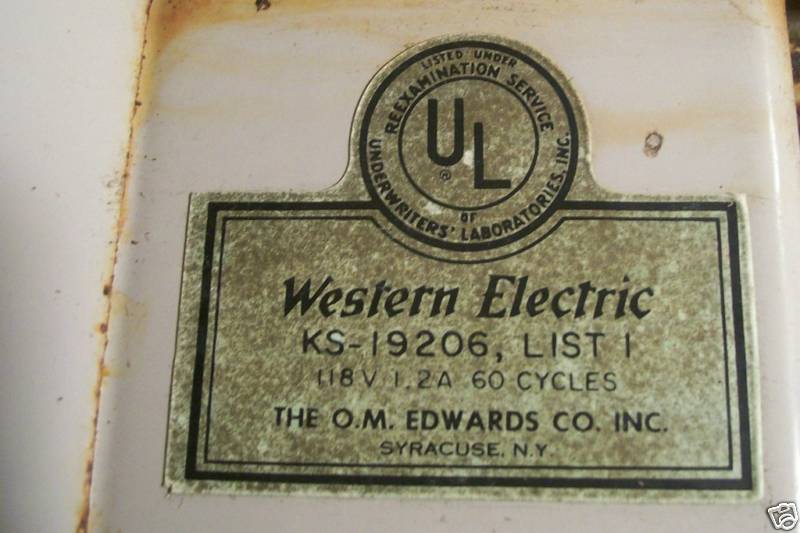 LISTED UNDER
REEXAMINATION SERVICE
UL
®
OF
UNDERWRITERS' LABORATORIES, INC.
Western Electric
KS-19206, LIST 1
118V 1.2A 60 CYCLES
THE O.M. EDWARDS CO. INC.
SYRACUSE, N.Y.